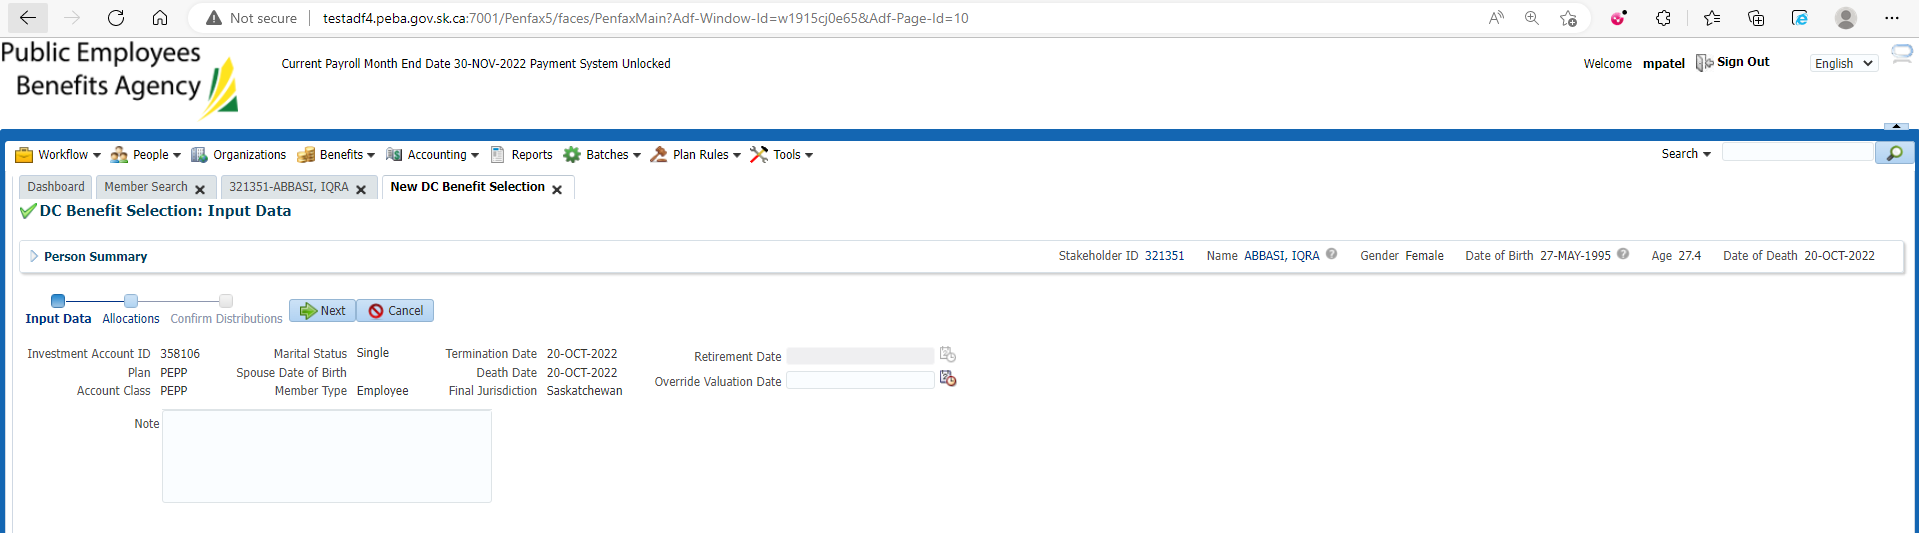 Not secure | testadf4.peba.gov.sk.ca:7001/Penfax5/faces/PenfaxMain?Adf-Window-Id=w1915cj0e65&Adf-Page-Id=10
Public Employees
Benefits Agency
Current Payroll Month End Date 30-NOV-2022 Payment System Unlocked
Welcome mpatel Sign Out English
Workflow People Organizations Benefits Accounting Reports Batches Plan Rules Tools Search
Dashboard Member Search 321351-ABBASI, IQRA New DC Benefit Selection
DC Benefit Selection: Input Data
Person Summary Stakeholder ID 321351 Name ABBASI, IQRA Gender Female Date of Birth 27-MAY-1995 Age 27.4 Date of Death 20-OCT-2022
Input Data Allocations Confirm Distributions Next Cancel
Investment Account ID 358106 Marital Status Single Termination Date 20-OCT-2022 Retirement Date
Plan PEPP Spouse Date of Birth Death Date 20-OCT-2022 Override Valuation Date
Account Class PEPP Member Type Employee Final Jurisdiction Saskatchewan
Note